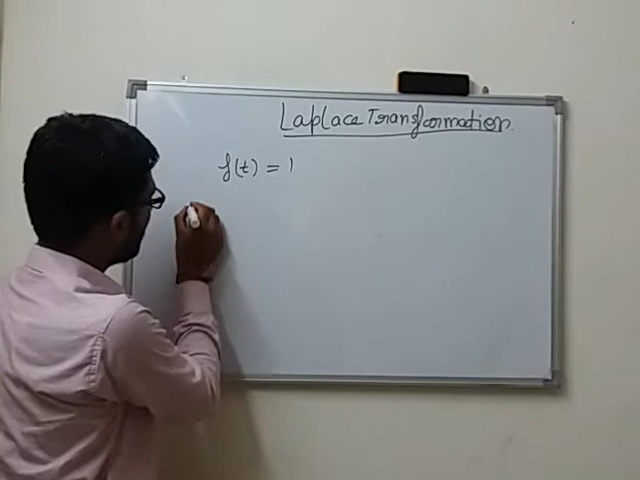 Laplace Transformation.
f(t) = 1